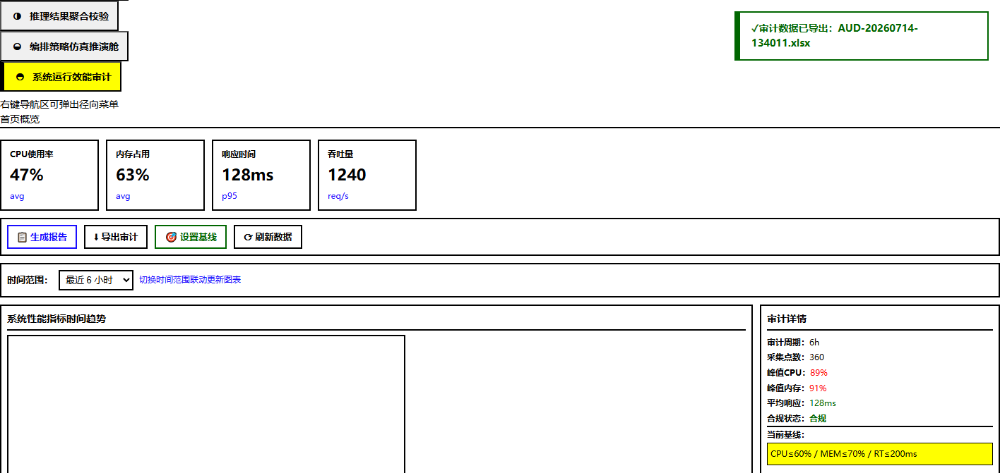 推理结果聚合校验
编排策略仿真推演舱
系统运行效能审计
✓审计数据已导出：AUD-20260714-
134011.xlsx
右键导航区可弹出径向菜单
首页概览
CPU使用率
47%
avg
内存占用
63%
avg
响应时间
128ms
p95
吞吐量
1240
req/s
生成报告
导出审计
设置基线
刷新数据
时间范围：
最近 6 小时
切换时间范围联动更新图表
系统性能指标时间趋势
审计详情
审计周期：6h
采集点数：360
峰值CPU：89%
峰值内存：91%
平均响应：128ms
合规状态：合规
当前基线：
CPU≤60% / MEM≤70% / RT≤200ms